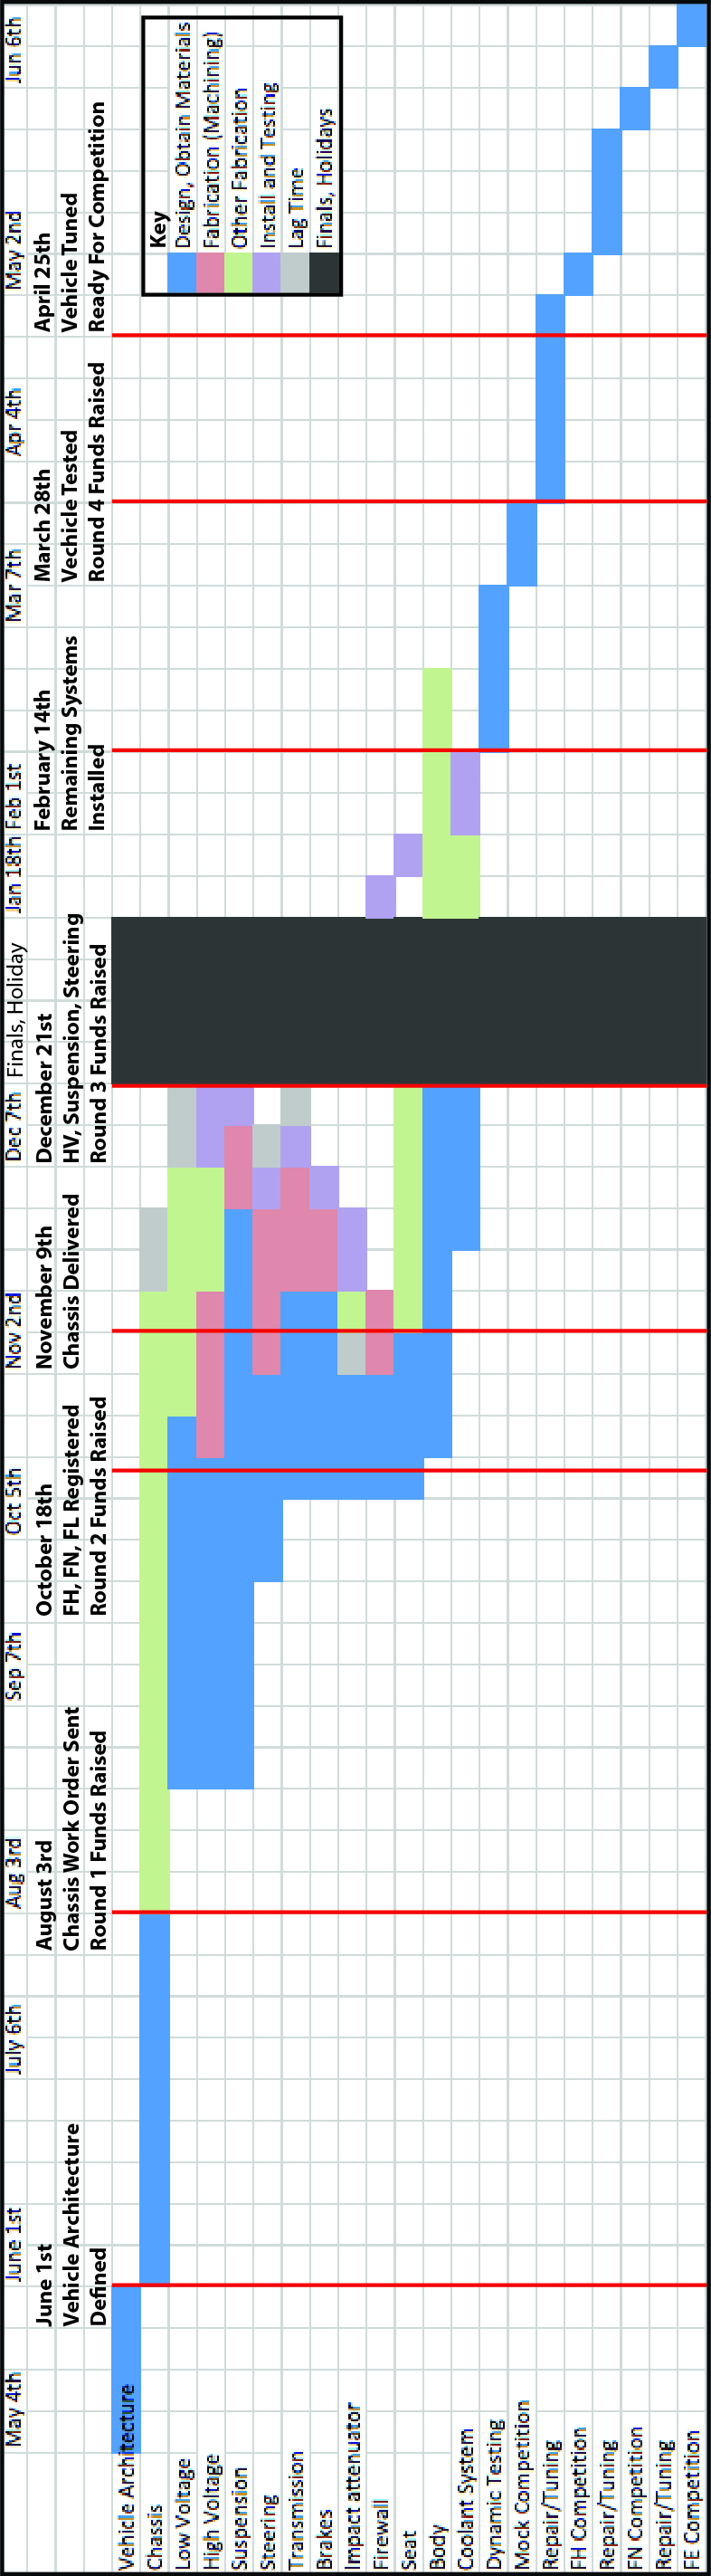 May 4th June 1st July 6th Aug 3rd Sep 7th Oct 5th Nov 2nd Dec 7th Finals, Holiday Jan 18th Feb 1st Mar 7th Apr 4th May 2nd Jun 6th
June 1st
Vehicle Architecture
Defined
August 3rd
Chassis Work Order Sent
Round 1 Funds Raised
October 18th
FH, FN, FL Registered
Round 2 Funds Raised
November 9th
Chassis Delivered
December 21st
HV, Suspension, Steering
Round 3 Funds Raised
February 14th
Remaining Systems
Installed
March 28th
Vechicle Tested
Round 4 Funds Raised
April 25th
Vehicle Tuned
Ready For Competition
Vehicle Architecture
Chassis
Low Voltage
High Voltage
Suspension
Steering
Transmission
Brakes
Impact attenuator
Firewall
Seat
Body
Coolant System
Dynamic Testing
Mock Competition
Repair/Tuning
FH Competition
Repair/Tuning
FN Competition
Repair/Tuning
FE Competition
Key
Design, Obtain Materials
Fabrication (Machining)
Other Fabrication
Install and Testing
Lag Time
Finals, Holidays